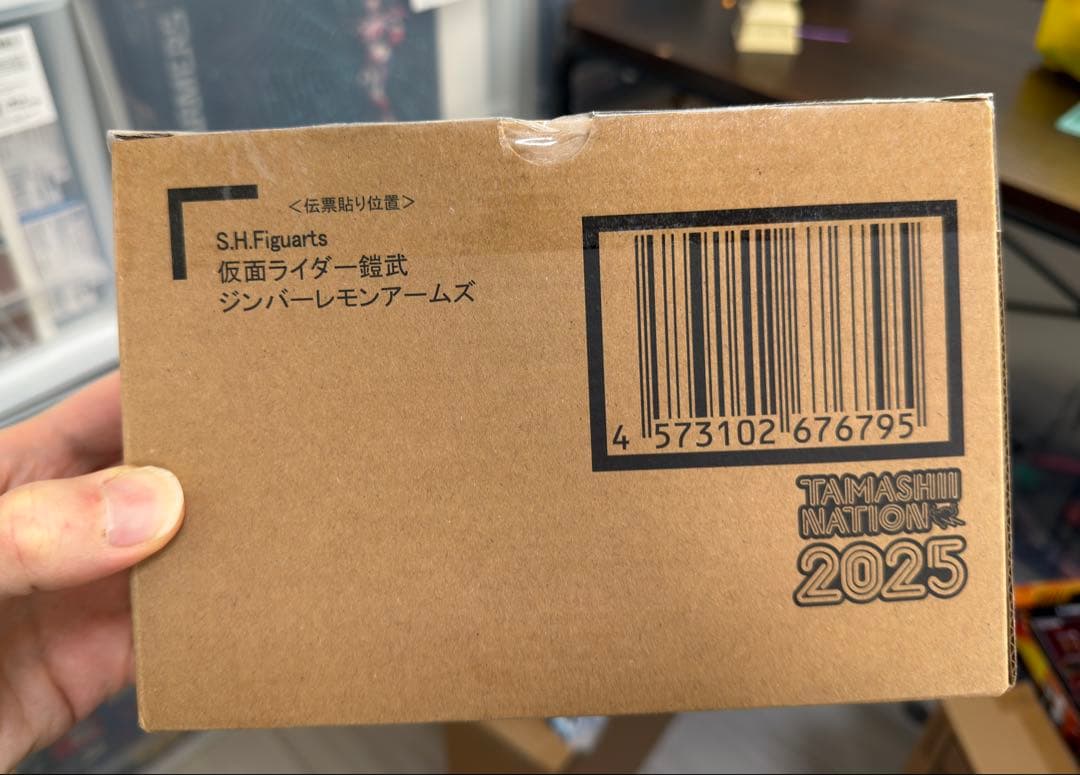 <伝票貼り位置>
S.H.Figuarts
仮面ライダー鎧武
ジンバーレモンアームズ
4 573102 676795
TAMASHII
NATION
2025